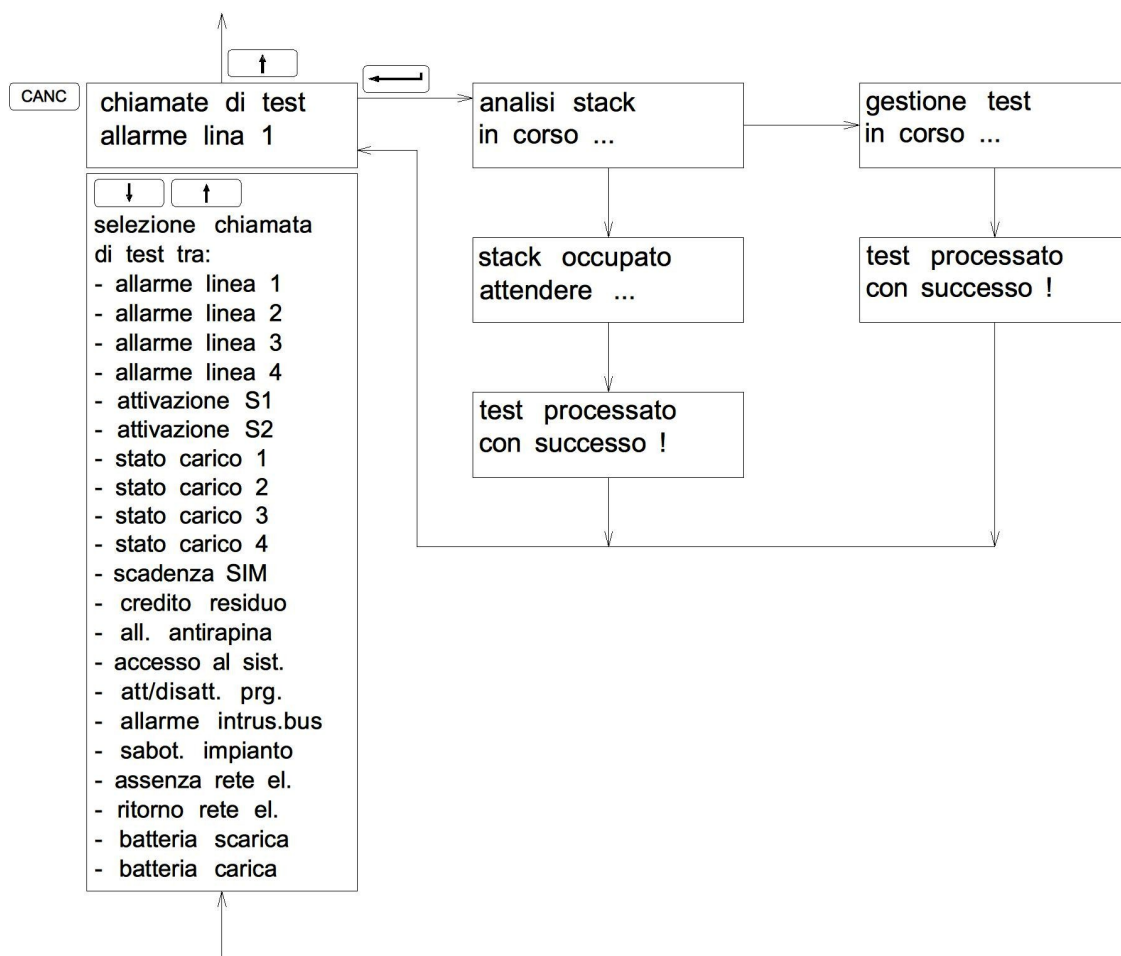 CANC
chiamate di test
allarme lina 1
analisi stack
in corso ...
gestione test
in corso ...
stack occupato
attendere ...
test processato
con successo !
test processato
con successo !
selezione chiamata
di test tra:
- allarme linea 1
- allarme linea 2
- allarme linea 3
- allarme linea 4
- attivazione S1
- attivazione S2
- stato carico 1
- stato carico 2
- stato carico 3
- stato carico 4
- scadenza SIM
- credito residuo
- all. antirapina
- accesso al sist.
- att/disatt. prg.
- allarme intrus.bus
- sabot. impianto
- assenza rete el.
- ritorno rete el.
- batteria scarica
- batteria carica